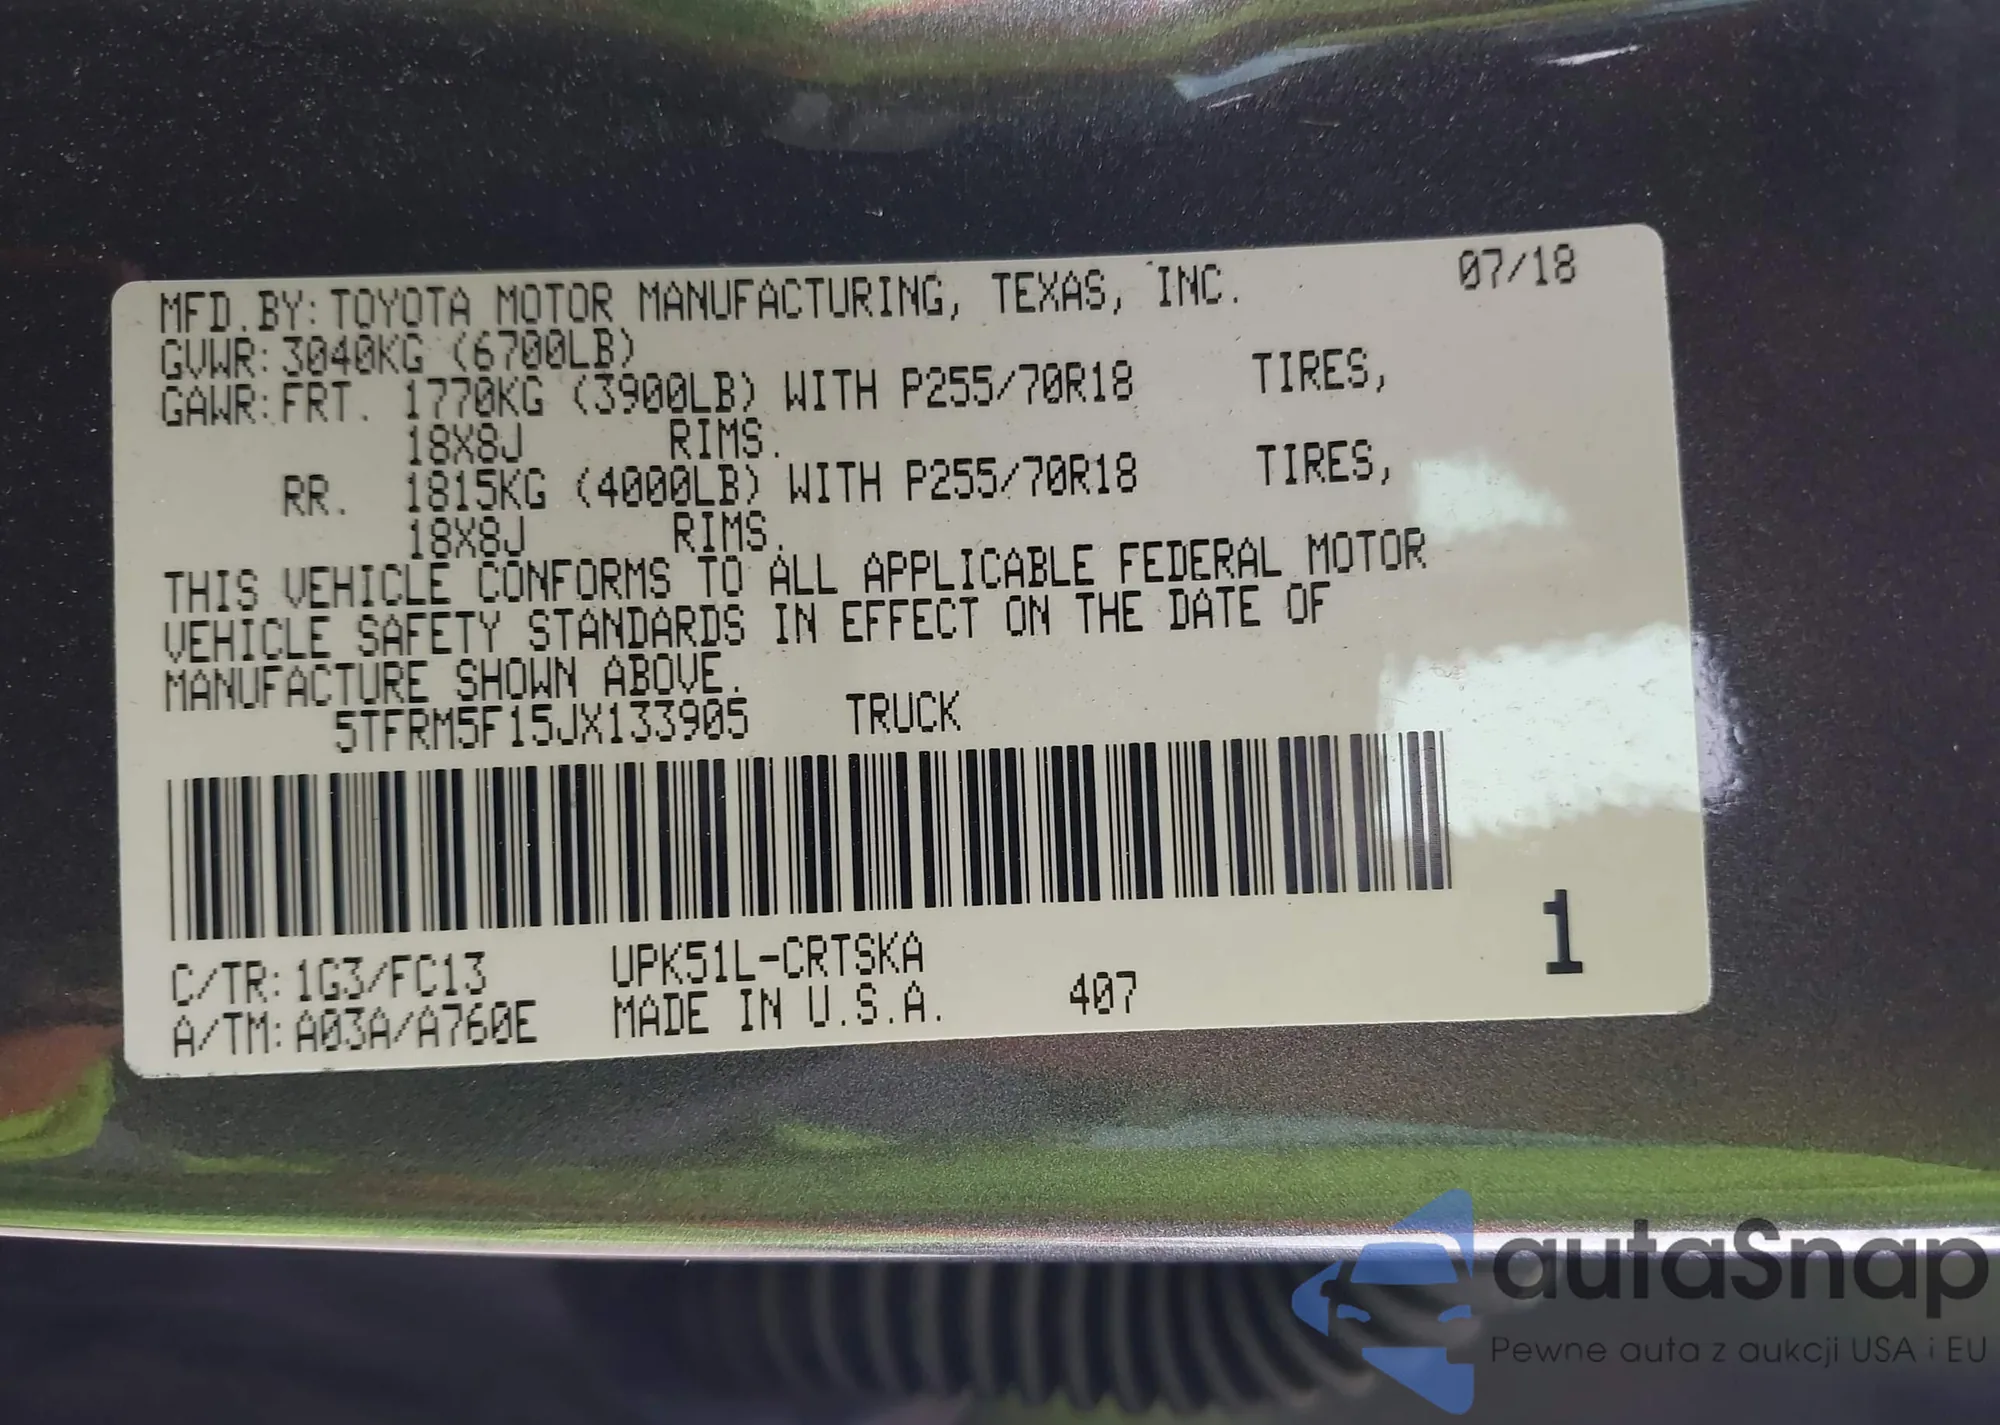 MFD.BY: TOYOTA MOTOR MANUFACTURING, TEXAS, INC. 07/18
GVWR: 3040KG (6700LB)
GAWR: FRT. 1770KG (3900LB) WITH P255/70R18 TIRES,
18X8J RIMS.
RR. 1815KG (4000LB) WITH P255/70R18 TIRES,
18X8J RIMS.
THIS VEHICLE CONFORMS TO ALL APPLICABLE FEDERAL MOTOR
VEHICLE SAFETY STANDARDS IN EFFECT ON THE DATE OF
MANUFACTURE SHOWN ABOVE.
5TFRM5F15JX133905 TRUCK
1
C/TR: 1G3/FC13 UPK51L-CRTSKA
A/TM: A03A/A760E MADE IN U.S.A. 407
autaSnap
Pewne auta z aukcji USA i EU